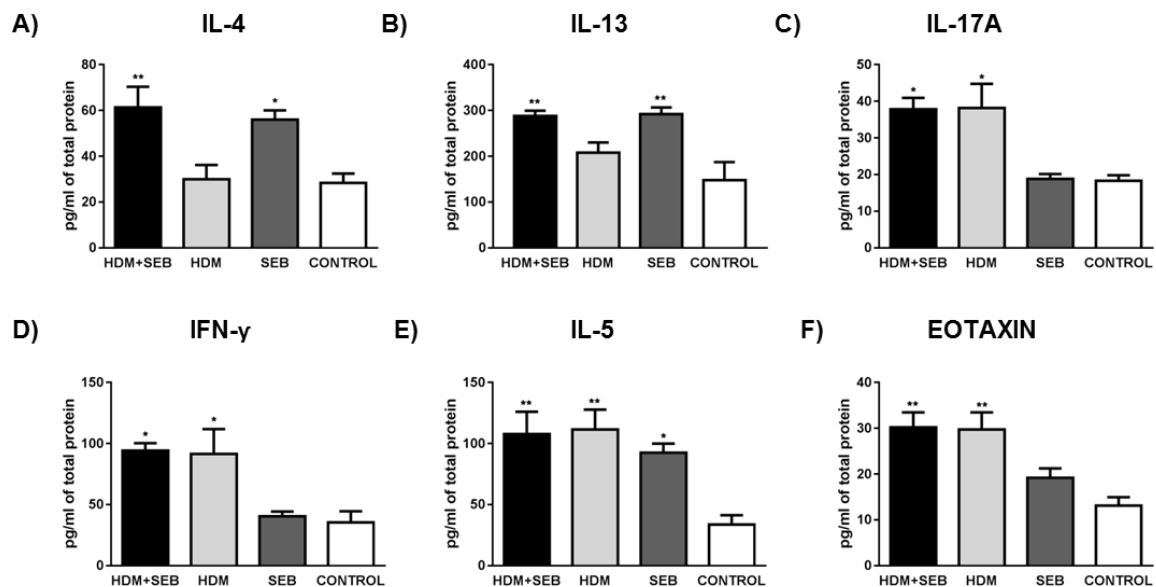 A) IL-4
B) IL-13
C) IL-17A
pg/ml of total protein
80
60
40
20
0
**
*
HDM+SEB HDM SEB CONTROL
pg/ml of total protein
400
300
200
100
0
**
**
HDM+SEB HDM SEB CONTROL
pg/ml of total protein
50
40
30
20
10
0
*
*
HDM+SEB HDM SEB CONTROL
D) IFN-γ
E) IL-5
F) EOTAXIN
pg/ml of total protein
150
100
50
0
*
*
HDM+SEB HDM SEB CONTROL
pg/ml of total protein
150
100
50
0
**
**
*
HDM+SEB HDM SEB CONTROL
pg/ml of total protein
40
30
20
10
0
**
**
HDM+SEB HDM SEB CONTROL